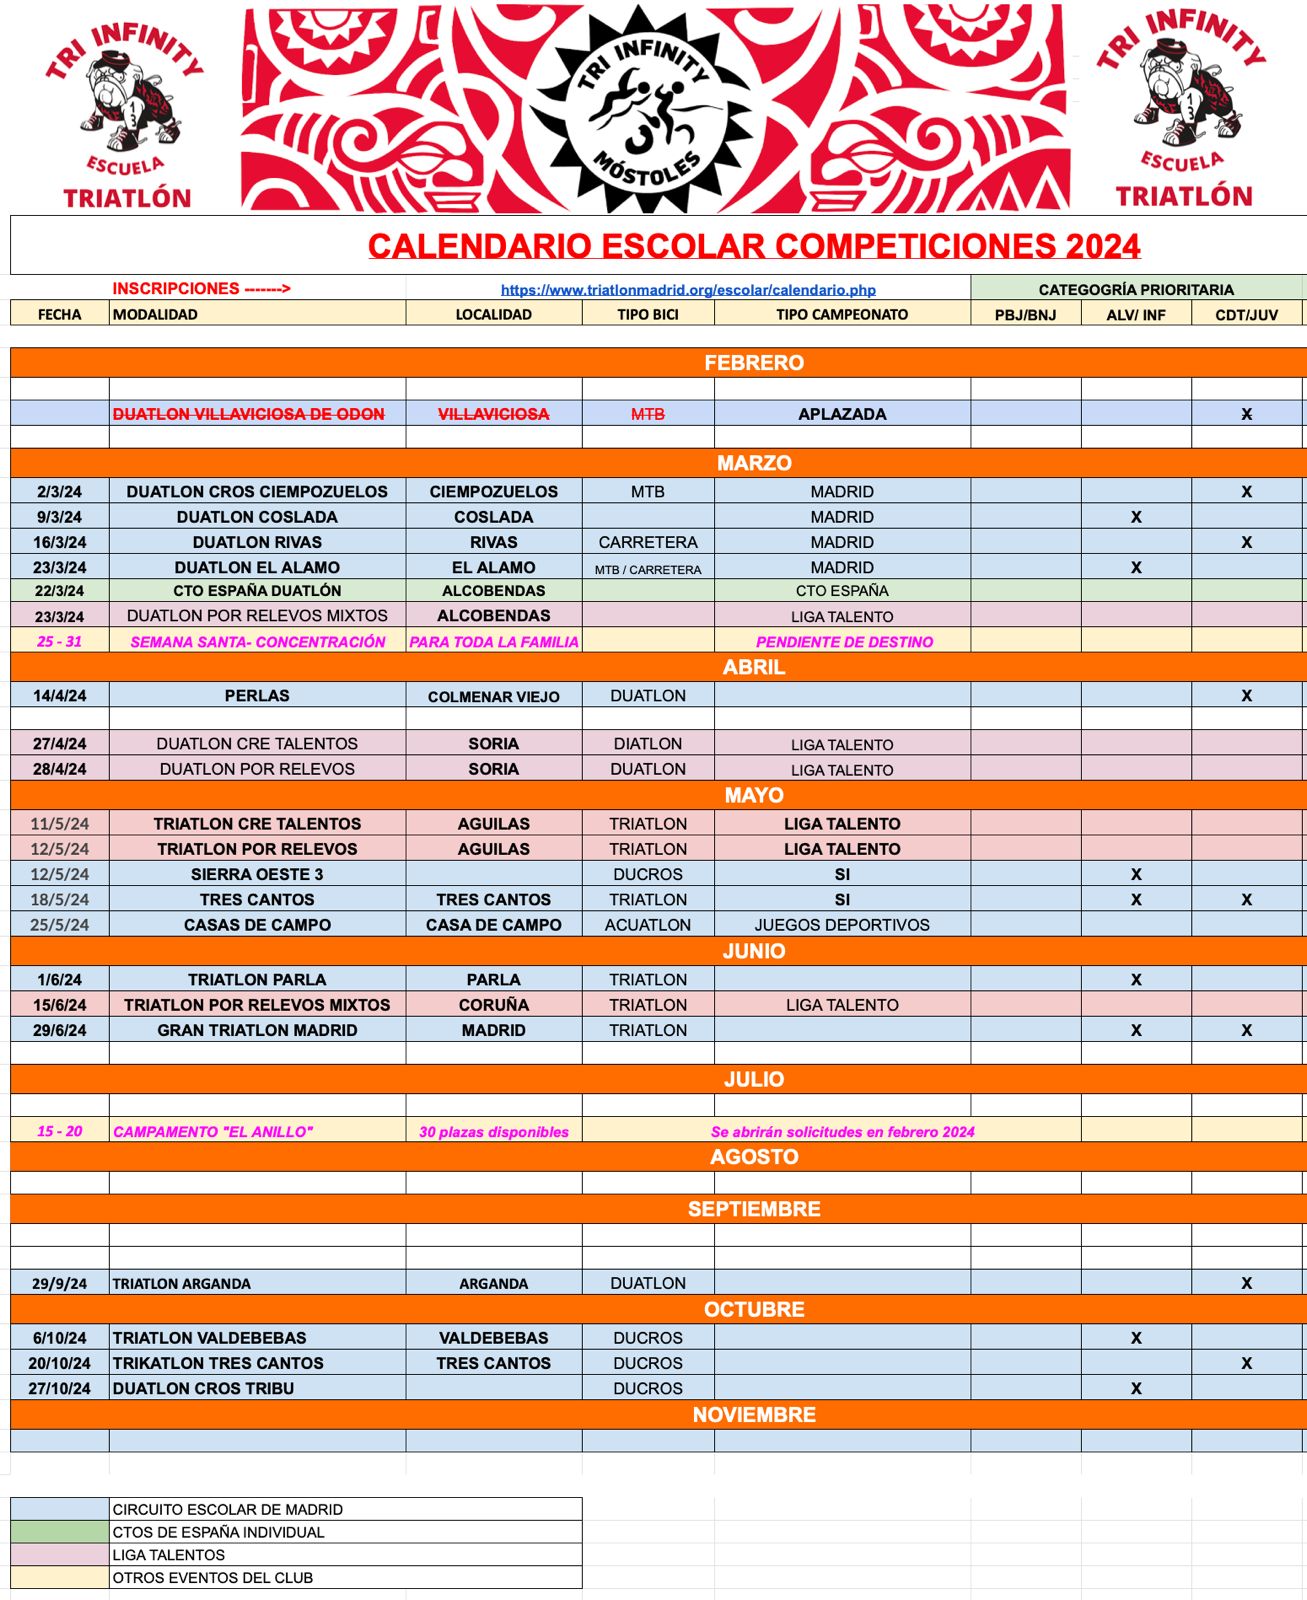 TRI INFINITY
ESCUELA
TRIATLÓN
TRI INFINITY
MÓSTOLES
TRI INFINITY
ESCUELA
TRIATLÓN
CALENDARIO ESCOLAR COMPETICIONES 2024
INSCRIPCIONES -------> https://www.triatlonmadrid.org/escolar/calendario.php CATEGOGRÍA PRIORITARIA
FECHA MODALIDAD LOCALIDAD TIPO BICI TIPO CAMPEONATO PBJ/BNJ ALV/ INF CDT/JUV
FEBRERO
DUATLON VILLAVICIOSA DE ODON VILLAVICIOSA MTB APLAZADA X
MARZO
2/3/24 DUATLON CROS CIEMPOZUELOS CIEMPOZUELOS MTB MADRID X
9/3/24 DUATLON COSLADA COSLADA MADRID X
16/3/24 DUATLON RIVAS RIVAS CARRETERA MADRID X
23/3/24 DUATLON EL ALAMO EL ALAMO MTB / CARRETERA MADRID X
22/3/24 CTO ESPAÑA DUATLÓN ALCOBENDAS CTO ESPAÑA
23/3/24 DUATLON POR RELEVOS MIXTOS ALCOBENDAS LIGA TALENTO
25 - 31 SEMANA SANTA- CONCENTRACIÓN PARA TODA LA FAMILIA PENDIENTE DE DESTINO
ABRIL
14/4/24 PERLAS COLMENAR VIEJO DUATLON X
27/4/24 DUATLON CRE TALENTOS SORIA DIATLON LIGA TALENTO
28/4/24 DUATLON POR RELEVOS SORIA DUATLON LIGA TALENTO
MAYO
11/5/24 TRIATLON CRE TALENTOS AGUILAS TRIATLON LIGA TALENTO
12/5/24 TRIATLON POR RELEVOS AGUILAS TRIATLON LIGA TALENTO
12/5/24 SIERRA OESTE 3 DUCROS SI X
18/5/24 TRES CANTOS TRES CANTOS TRIATLON SI X X
25/5/24 CASAS DE CAMPO CASA DE CAMPO ACUATLON JUEGOS DEPORTIVOS
JUNIO
1/6/24 TRIATLON PARLA PARLA TRIATLON X
15/6/24 TRIATLON POR RELEVOS MIXTOS CORUÑA TRIATLON LIGA TALENTO
29/6/24 GRAN TRIATLON MADRID MADRID TRIATLON X X
JULIO
15 - 20 CAMPAMENTO "EL ANILLO" 30 plazas disponibles Se abrirán solicitudes en febrero 2024
AGOSTO
SEPTIEMBRE
29/9/24 TRIATLON ARGANDA ARGANDA DUATLON X
OCTUBRE
6/10/24 TRIATLON VALDEBEBAS VALDEBEBAS DUCROS X
20/10/24 TRIKATLON TRES CANTOS TRES CANTOS DUCROS X
27/10/24 DUATLON CROS TRIBU DUCROS X
NOVIEMBRE
CIRCUITO ESCOLAR DE MADRID
CTOS DE ESPAÑA INDIVIDUAL
LIGA TALENTOS
OTROS EVENTOS DEL CLUB